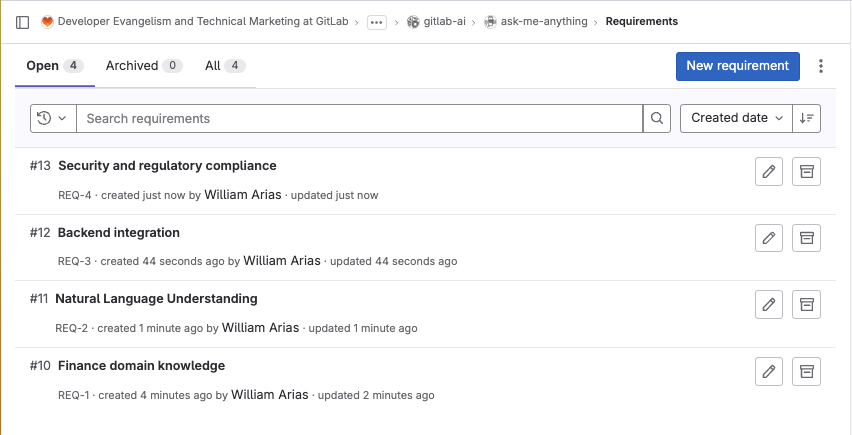 Developer Evangelism and Technical Marketing at GitLab › ... › gitlab-ai › ask-me-anything › Requirements
Open 4 Archived 0 All 4 New requirement
Search requirements Created date
#13 Security and regulatory compliance
REQ-4 · created just now by William Arias · updated just now
#12 Backend integration
REQ-3 · created 44 seconds ago by William Arias · updated 44 seconds ago
#11 Natural Language Understanding
REQ-2 · created 1 minute ago by William Arias · updated 1 minute ago
#10 Finance domain knowledge
REQ-1 · created 4 minutes ago by William Arias · updated 2 minutes ago